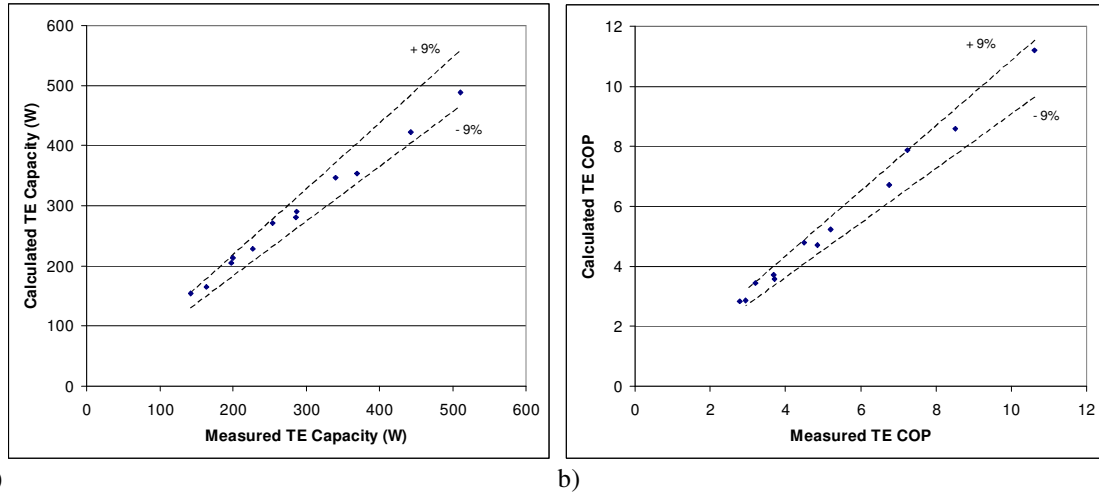 600
500
400
300
200
100
0
0 100 200 300 400 500 600
Calculated TE Capacity (W)
Measured TE Capacity (W)
+ 9%
- 9%
)
12
10
8
6
4
2
0
0 2 4 6 8 10 12
Calculated TE COP
Measured TE COP
+ 9%
- 9%
b)